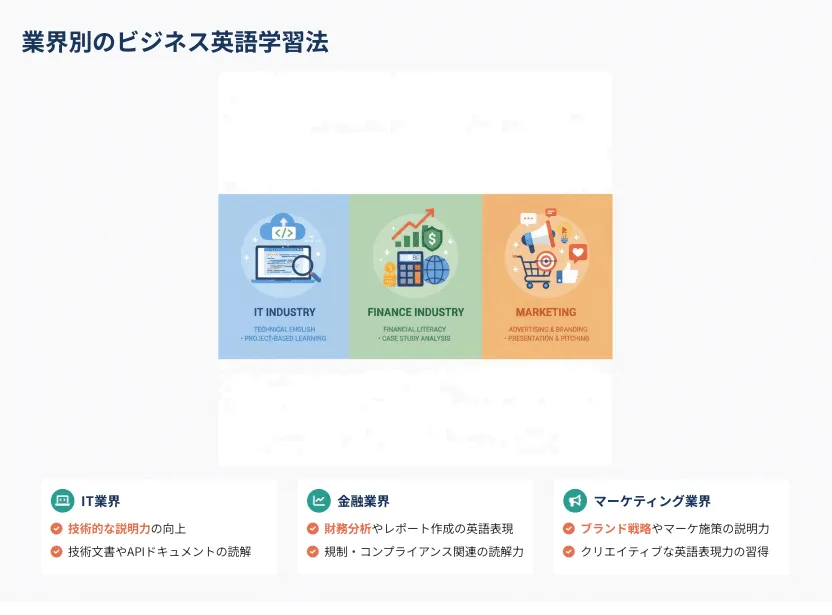 業界別のビジネス英語学習法
IT INDUSTRY
TECHNICAL ENGLISH
• PROJECT-BASED LEARNING
FINANCE INDUSTRY
FINANCIAL LITERACY
• CASE STUDY ANALYSIS
MARKETING
ADVERTISING & BRANDING
• PRESENTATION & PITCHING
IT業界
技術的な説明力の向上
技術文書やAPIドキュメントの読解
金融業界
財務分析やレポート作成の英語表現
規制・コンプライアンス関連の読解力
マーケティング業界
ブランド戦略やマーケ施策の説明力
クリエイティブな英語表現力の習得